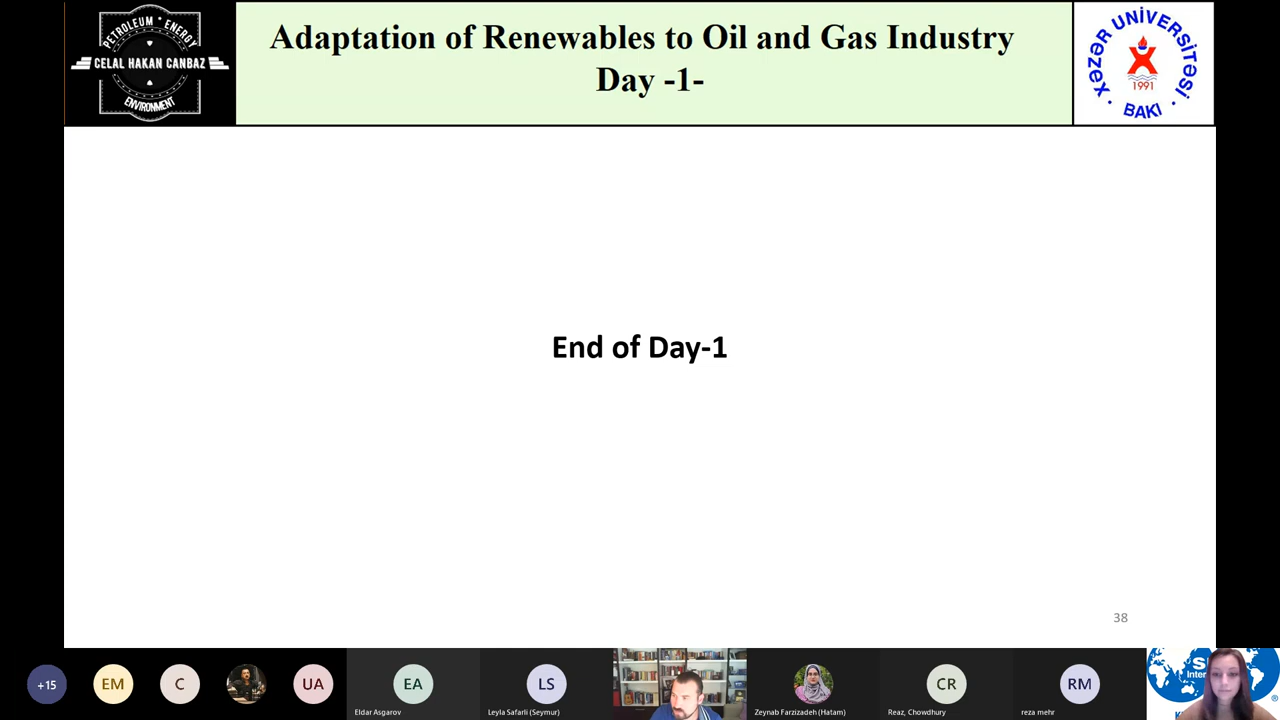 PETROLEUM * ENERGY
CELAL HAKAN CANBAZ
ENVIRONMENT
Adaptation of Renewables to Oil and Gas Industry
Day -1-
XƏZƏR UNİVERSİTƏSİ
1991
• BAKI •
End of Day-1
38
+15
EM
C
UA
EA
Eldar Asgarov
LS
Leyla Safarli (Seymur)
Zeynab Farzizadeh (Hatam)
CR
Reaz, Chowdhury
RM
reza mehr